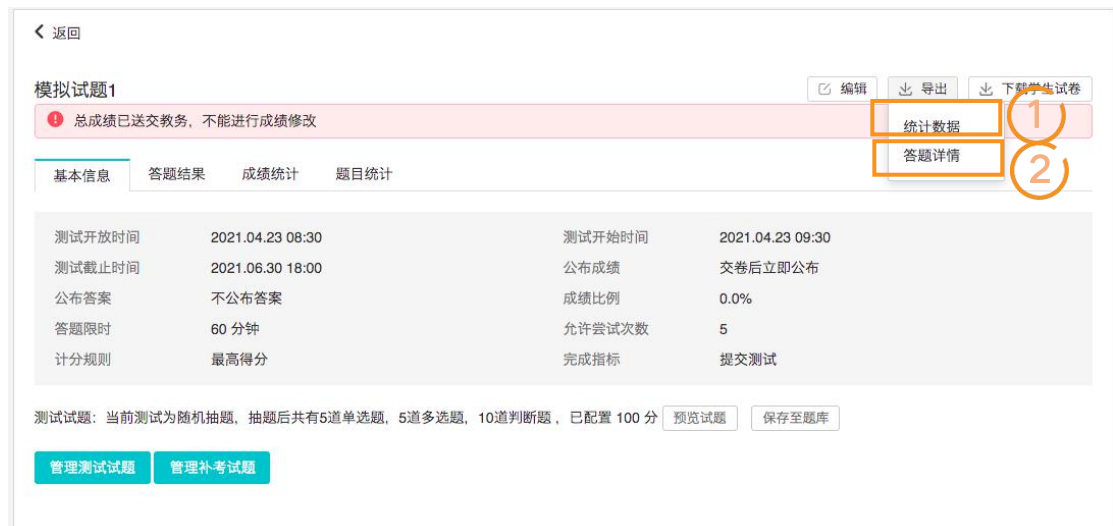 返回
模拟试题1
编辑 导出 下载学生试卷
总成绩已送交教务，不能进行成绩修改
统计数据 1
答题详情 2
基本信息 答题结果 成绩统计 题目统计
测试开放时间 2021.04.23 08:30 测试开始时间 2021.04.23 09:30
测试截止时间 2021.06.30 18:00 公布成绩 交卷后立即公布
公布答案 不公布答案 成绩比例 0.0%
答题限时 60 分钟 允许尝试次数 5
计分规则 最高得分 完成指标 提交测试
测试试题：当前测试为随机抽题，抽题后共有5道单选题，5道多选题，10道判断题 ，已配置 100 分 预览试题 保存至题库
管理测试试题 管理补考试题